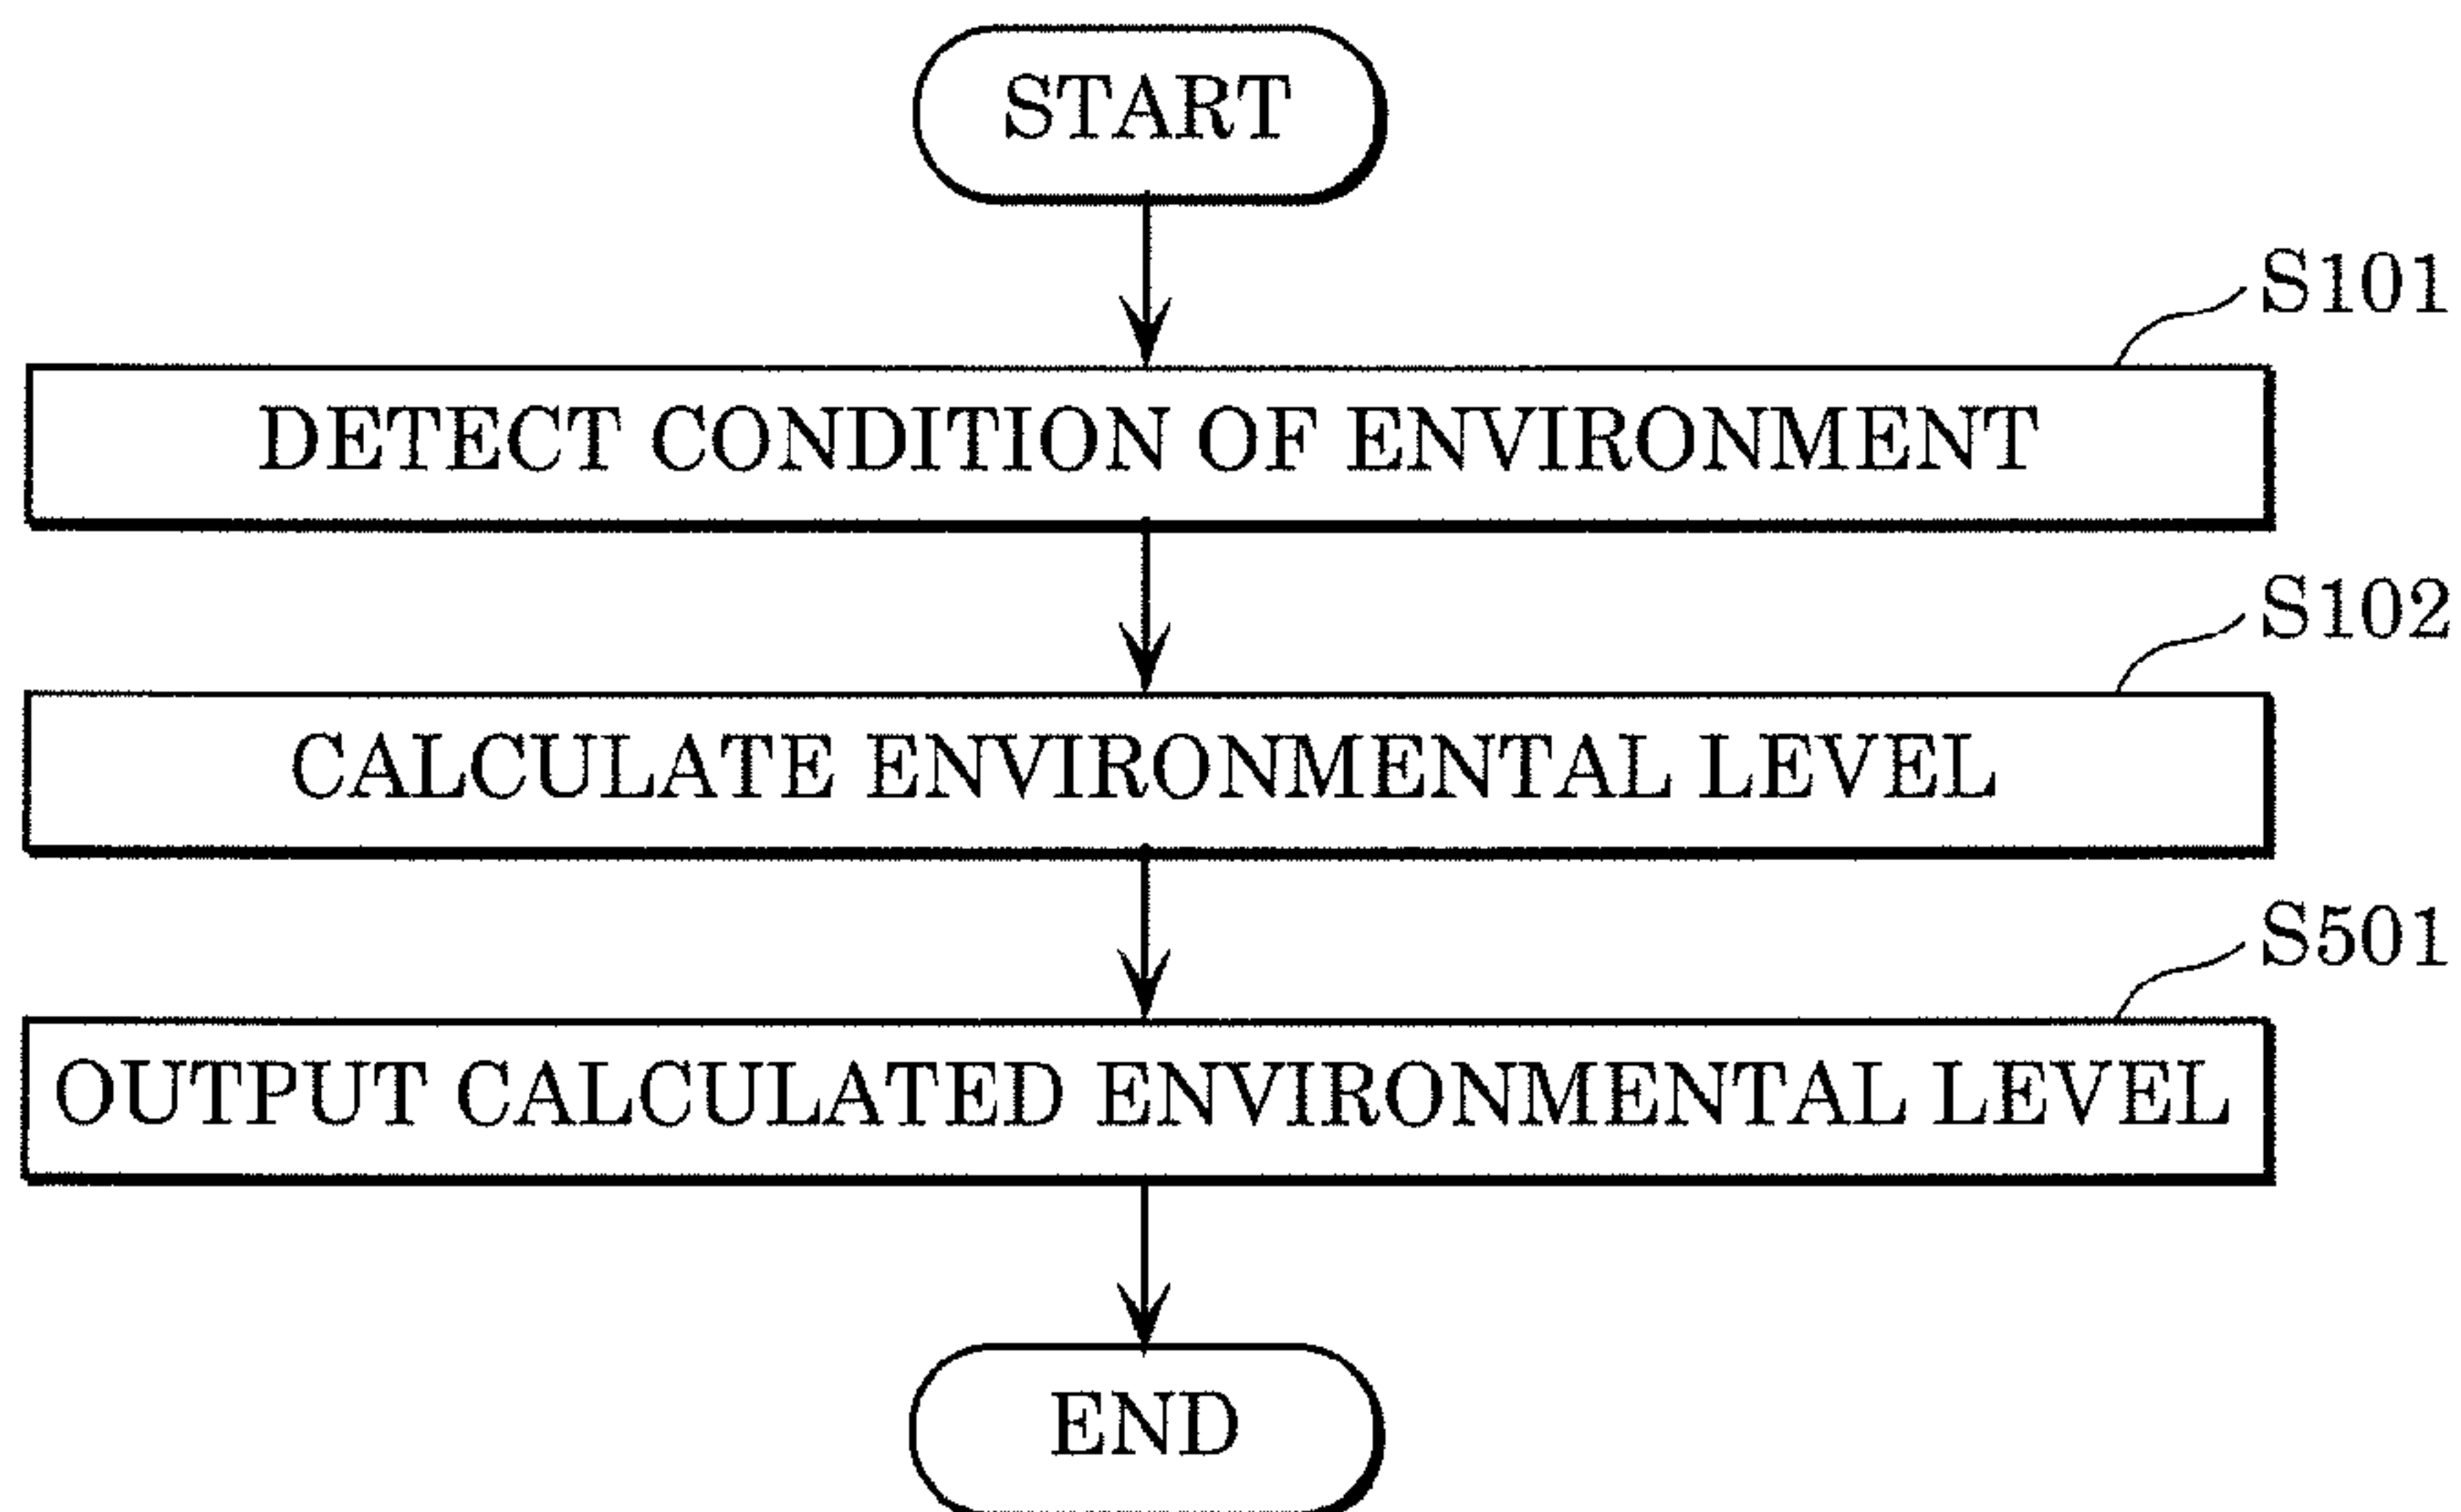 START
S101
DETECT CONDITION OF ENVIRONMENT
S102
CALCULATE ENVIRONMENTAL LEVEL
S501
OUTPUT CALCULATED ENVIRONMENTAL LEVEL
END